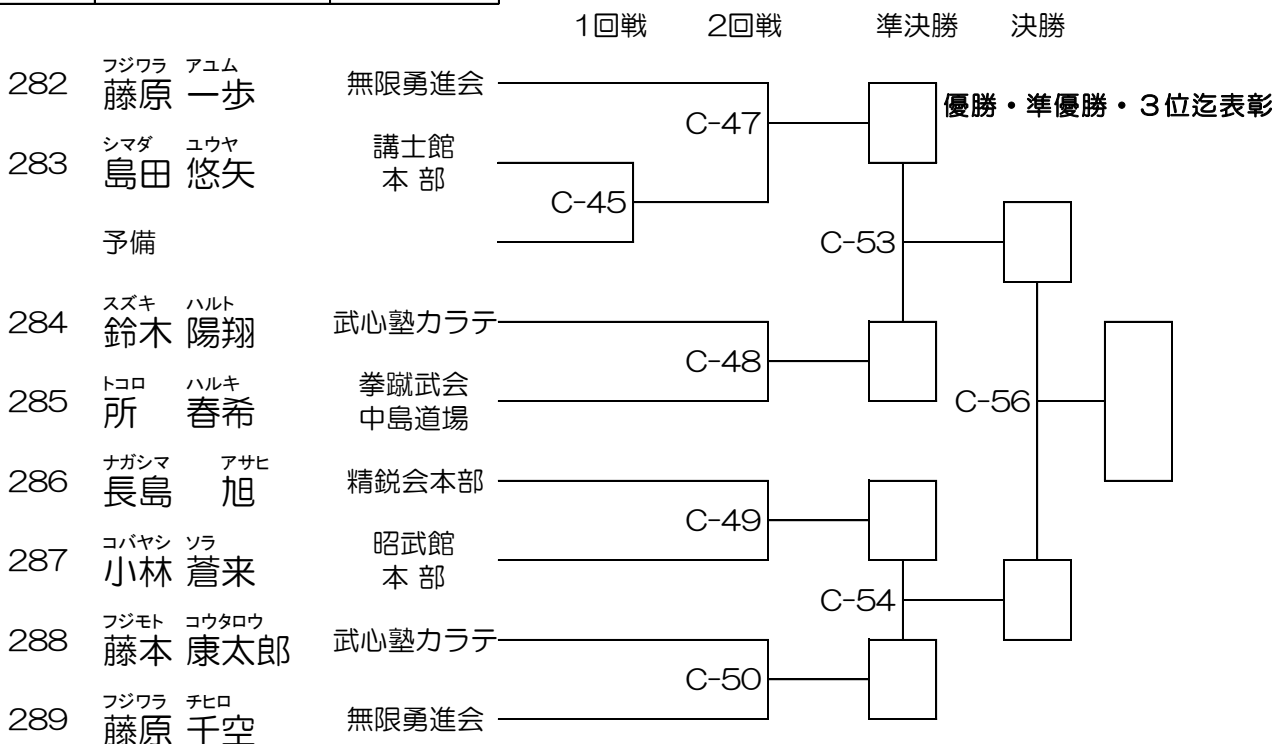 1回戦 2回戦 準決勝 決勝
優勝・準優勝・3位迄表彰
フジワラ アユム
282 藤原 一歩 無限勇進会
C-47
シマダ ユウヤ
283 島田 悠矢 講士館
本 部
C-45
予備
C-53
スズキ ハルト
284 鈴木 陽翔 武心塾カラテ
C-48
トコロ ハルキ
285 所 春希 拳蹴武会
中島道場
C-56
ナガシマ アサヒ
286 長島 旭 精鋭会本部
C-49
コバヤシ ソラ
287 小林 蒼来 昭武館
本 部
C-54
フジモト コウタロウ
288 藤本 康太郎 武心塾カラテ
C-50
フジワラ チヒロ
289 藤原 千空 無限勇進会